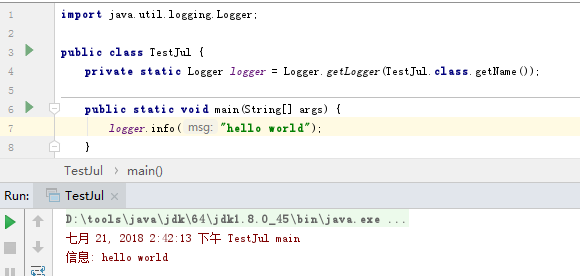 1 import java.util.logging.Logger;
2
3 public class TestJul {
4 private static Logger logger = Logger.getLogger(TestJul.class.getName());
5
6 public static void main(String[] args) {
7 logger.info( msg: "hello world");
8 }
TestJul > main()
Run: TestJul ×
D:\tools\java\jdk\64\jdk1.8.0_45\bin\java.exe ...
七月 21, 2018 2:42:13 下午 TestJul main
信息: hello world